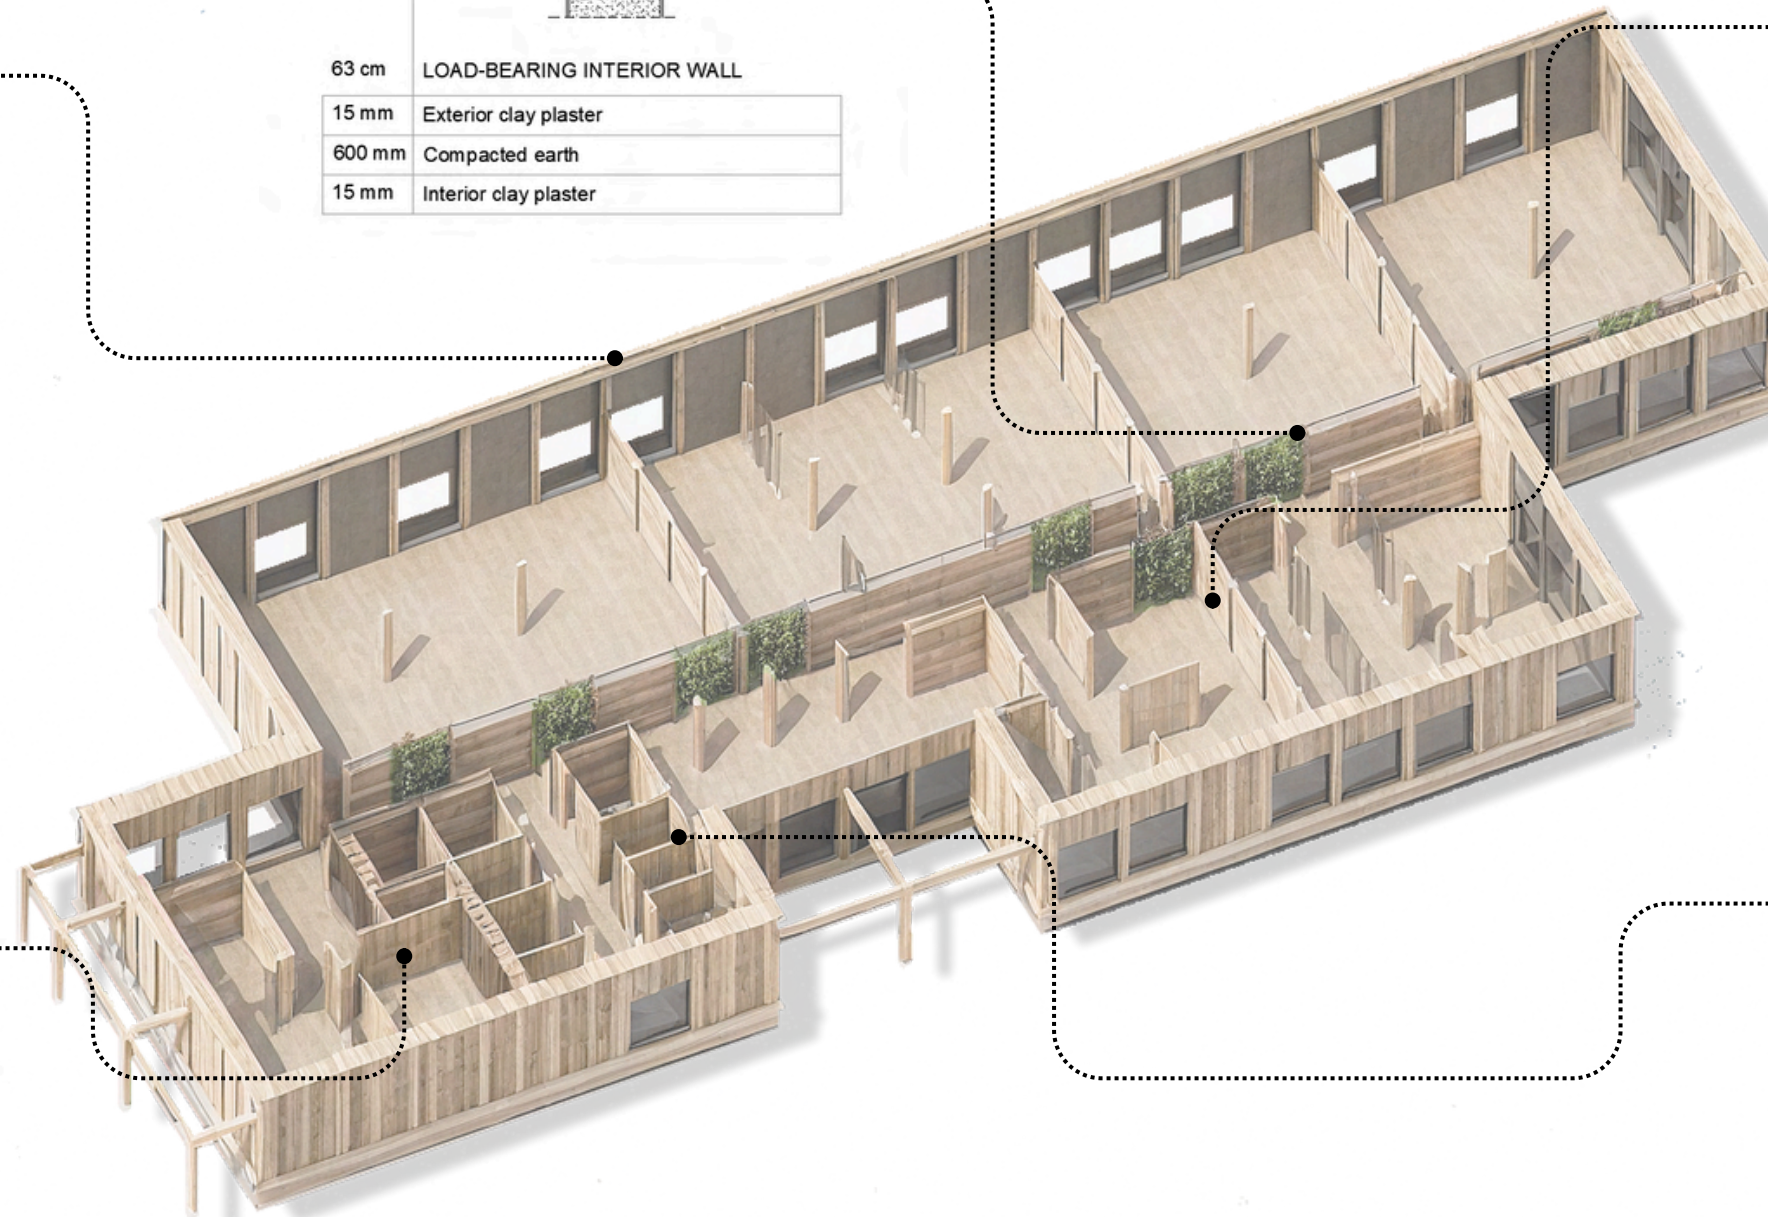 63 cm LOAD-BEARING INTERIOR WALL
15 mm Exterior clay plaster
600 mm Compacted earth
15 mm Interior clay plaster